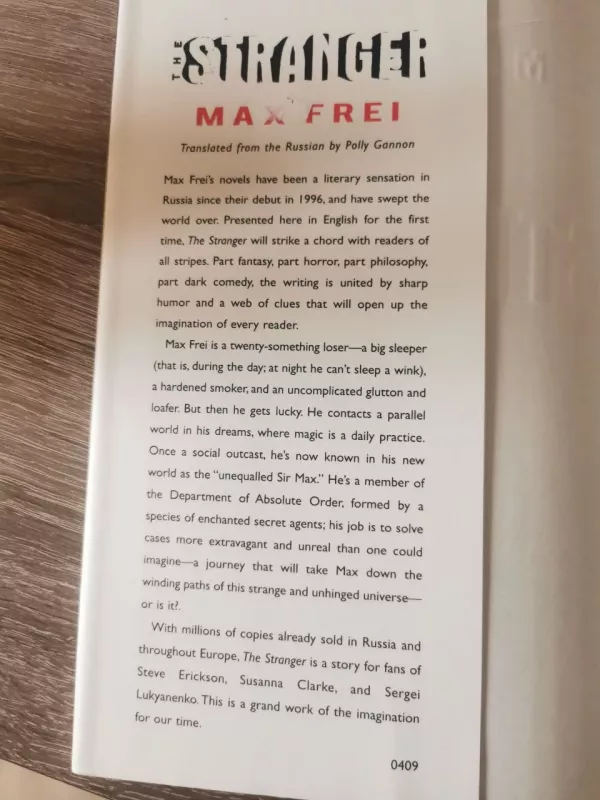 THE STRANGER
MAX FREI
Translated from the Russian by Polly Gannon
Max Frei's novels have been a literary sensation in
Russia since their debut in 1996, and have swept the
world over. Presented here in English for the first
time, The Stranger will strike a chord with readers of
all stripes. Part fantasy, part horror, part philosophy,
part dark comedy, the writing is united by sharp
humor and a web of clues that will open up the
imagination of every reader.
Max Frei is a twenty-something loser—a big sleeper
(that is, during the day; at night he can't sleep a wink),
a hardened smoker, and an uncomplicated glutton and
loafer. But then he gets lucky. He contacts a parallel
world in his dreams, where magic is a daily practice.
Once a social outcast, he's now known in his new
world as the "unequalled Sir Max." He's a member of
the Department of Absolute Order, formed by a
species of enchanted secret agents; his job is to solve
cases more extravagant and unreal than one could
imagine—a journey that will take Max down the
winding paths of this strange and unhinged universe—
or is it?.
With millions of copies already sold in Russia and
throughout Europe, The Stranger is a story for fans of
Steve Erickson, Susanna Clarke, and Sergei
Lukyanenko. This is a grand work of the imagination
for our time.
0409